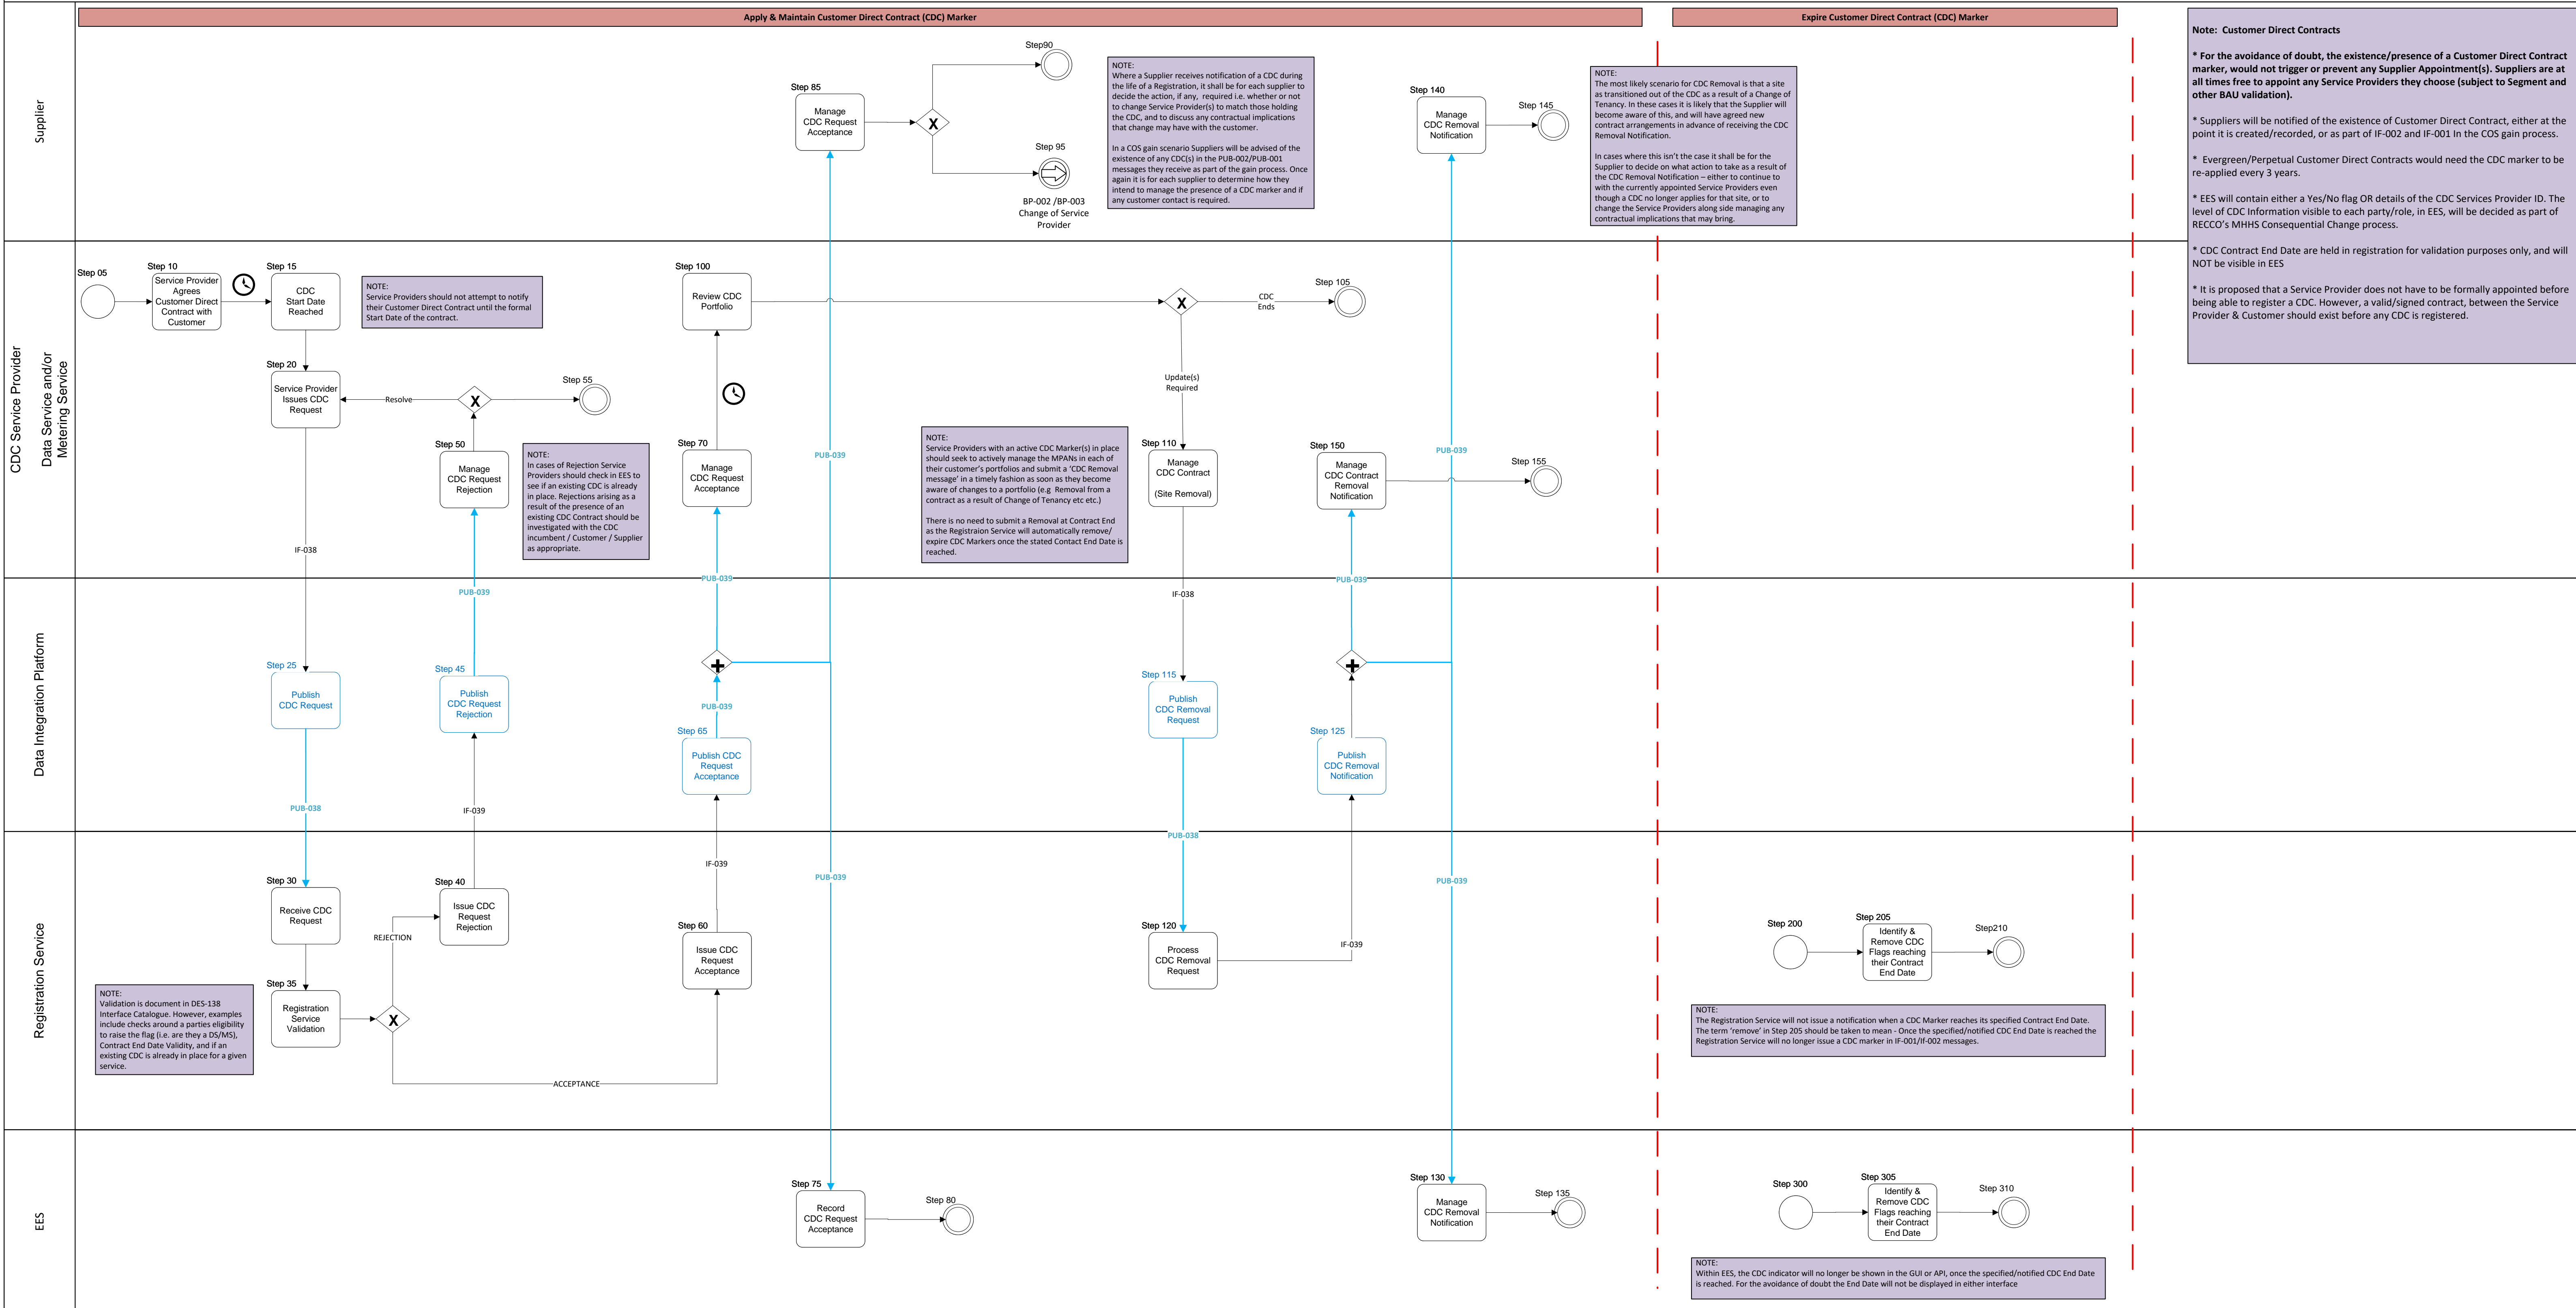 Apply & Maintain Customer Direct Contract (CDC) Marker
Expire Customer Direct Contract (CDC) Marker
Supplier
Step 85
Manage
CDC Request
Acceptance
X
Step90
Step 95
BP-002 /BP-003
Change of Service
Provider
NOTE:
Where a Supplier receives notification of a CDC during
the life of a Registration, it shall be for each supplier to
decide the action, if any,  required i.e. whether or not
to change Service Provider(s) to match those holding
the CDC, and to discuss any contractual implications
that change may have with the customer.
In a COS gain scenario Suppliers will be advised of the
existence of any CDC(s) in the PUB-002/PUB-001
messages they receive as part of the gain process. Once
again it is for each supplier to determine how they
intend to manage the presence of a CDC marker and if
any customer contact is required.
Step 140
Manage
CDC Removal
Notification
Step 145
NOTE:
The most likely scenario for CDC Removal is that a site
as transitioned out of the CDC as a result of a Change of
Tenancy. In these cases it is likely that the Supplier will
become aware of this, and will have agreed new
contract arrangements in advance of receiving the CDC
Removal Notification.
In cases where this isn't the case it shall be for the
Supplier to decide on what action to take as a result of
the CDC Removal Notification – either to continue to
with the currently appointed Service Providers even
though a CDC no longer applies for that site, or to
change the Service Providers along side managing any
contractual implications that may bring.
Note:  Customer Direct Contracts
* For the avoidance of doubt, the existence/presence of a Customer Direct Contract
marker, would not trigger or prevent any Supplier Appointment(s). Suppliers are at
all times free to appoint any Service Providers they choose (subject to Segment and
other BAU validation).
* Suppliers will be notified of the existence of Customer Direct Contract, either at the
point it is created/recorded, or as part of IF-002 and IF-001 In the COS gain process.
*  Evergreen/Perpetual Customer Direct Contracts would need the CDC marker to be
re-applied every 3 years.
* EES will contain either a Yes/No flag OR details of the CDC Services Provider ID. The
level of CDC Information visible to each party/role, in EES, will be decided as part of
RECCO's MHHS Consequential Change process.
* CDC Contract End Date are held in registration for validation purposes only, and will
NOT be visible in EES
* It is proposed that a Service Provider does not have to be formally appointed before
being able to register a CDC. However, a valid/signed contract, between the Service
Provider & Customer should exist before any CDC is registered.
CDC Service Provider
Data Service and/or
Metering Service
Step 05
Step 10
Service Provider
Agrees
Customer Direct
Contract with
Customer
Step 15
CDC
Start Date
Reached
NOTE:
Service Providers should not attempt to notify
their Customer Direct Contract until the formal
Start Date of the contract.
Step 20
Service Provider
Issues CDC
Request
Resolve
X
Step 55
Step 50
Manage
CDC Request
Rejection
NOTE:
In cases of Rejection Service
Providers should check in EES to
see if an existing CDC is already
in place. Rejections arising as a
result of the presence of an
existing CDC Contract should be
investigated with the CDC
incumbent / Customer / Supplier
as appropriate.
IF-038
Step 100
Review CDC
Portfolio
Step 70
Manage
CDC Request
Acceptance
PUB-039
NOTE:
Service Providers with an active CDC Marker(s) in place
should seek to actively manage the MPANs in each of
their customer's portfolios and submit a 'CDC Removal
message' in a timely fashion as soon as they become
aware of changes to a portfolio (e.g  Removal from a
contract as a result of Change of Tenancy etc etc.)
There is no need to submit a Removal at Contract End
as the Registraion Service will automatically remove/
expire CDC Markers once the stated Contact End Date is
reached.
X
CDC
Ends
Step 105
Update(s)
Required
Step 110
Manage
CDC Contract
(Site Removal)
Step 150
Manage
CDC Contract
Removal
Notification
PUB-039
Step 155
Data Integration Platform
PUB-039
PUB-039
IF-038
PUB-039
Step 25
Publish
CDC Request
Step 45
Publish
CDC Request
Rejection
PUB-039
Step 65
Publish CDC
Request
Acceptance
Step 115
Publish
CDC Removal
Request
Step 125
Publish
CDC Removal
Notification
PUB-038
IF-039
Registration Service
PUB-038
IF-039
PUB-039
PUB-039
Step 30
Receive CDC
Request
Step 40
Issue CDC
Request
Rejection
REJECTION
Step 35
Registration
Service
Validation
X
ACCEPTANCE
NOTE:
Validation is document in DES-138
Interface Catalogue. However, examples
include checks around a parties eligibility
to raise the flag (i.e. are they a DS/MS),
Contract End Date Validity, and if an
existing CDC is already in place for a given
service.
Step 60
Issue CDC
Request
Acceptance
Step 120
Process
CDC Removal
Request
IF-039
Step 200
Step 205
Identify &
Remove CDC
Flags reaching
their Contract
End Date
Step210
NOTE:
The Registration Service will not issue a notification when a CDC Marker reaches its specified Contract End Date.
The term 'remove' in Step 205 should be taken to mean - Once the specified/notified CDC End Date is reached the
Registration Service will no longer issue a CDC marker in IF-001/If-002 messages.
EES
Step 75
Record
CDC Request
Acceptance
Step 80
Step 130
Manage
CDC Removal
Notification
Step 135
Step 300
Step 305
Identify &
Remove CDC
Flags reaching
their Contract
End Date
Step 310
NOTE:
Within EES, the CDC indicator will no longer be shown in the GUI or API, once the specified/notified CDC End Date
is reached. For the avoidance of doubt the End Date will not be displayed in either interface